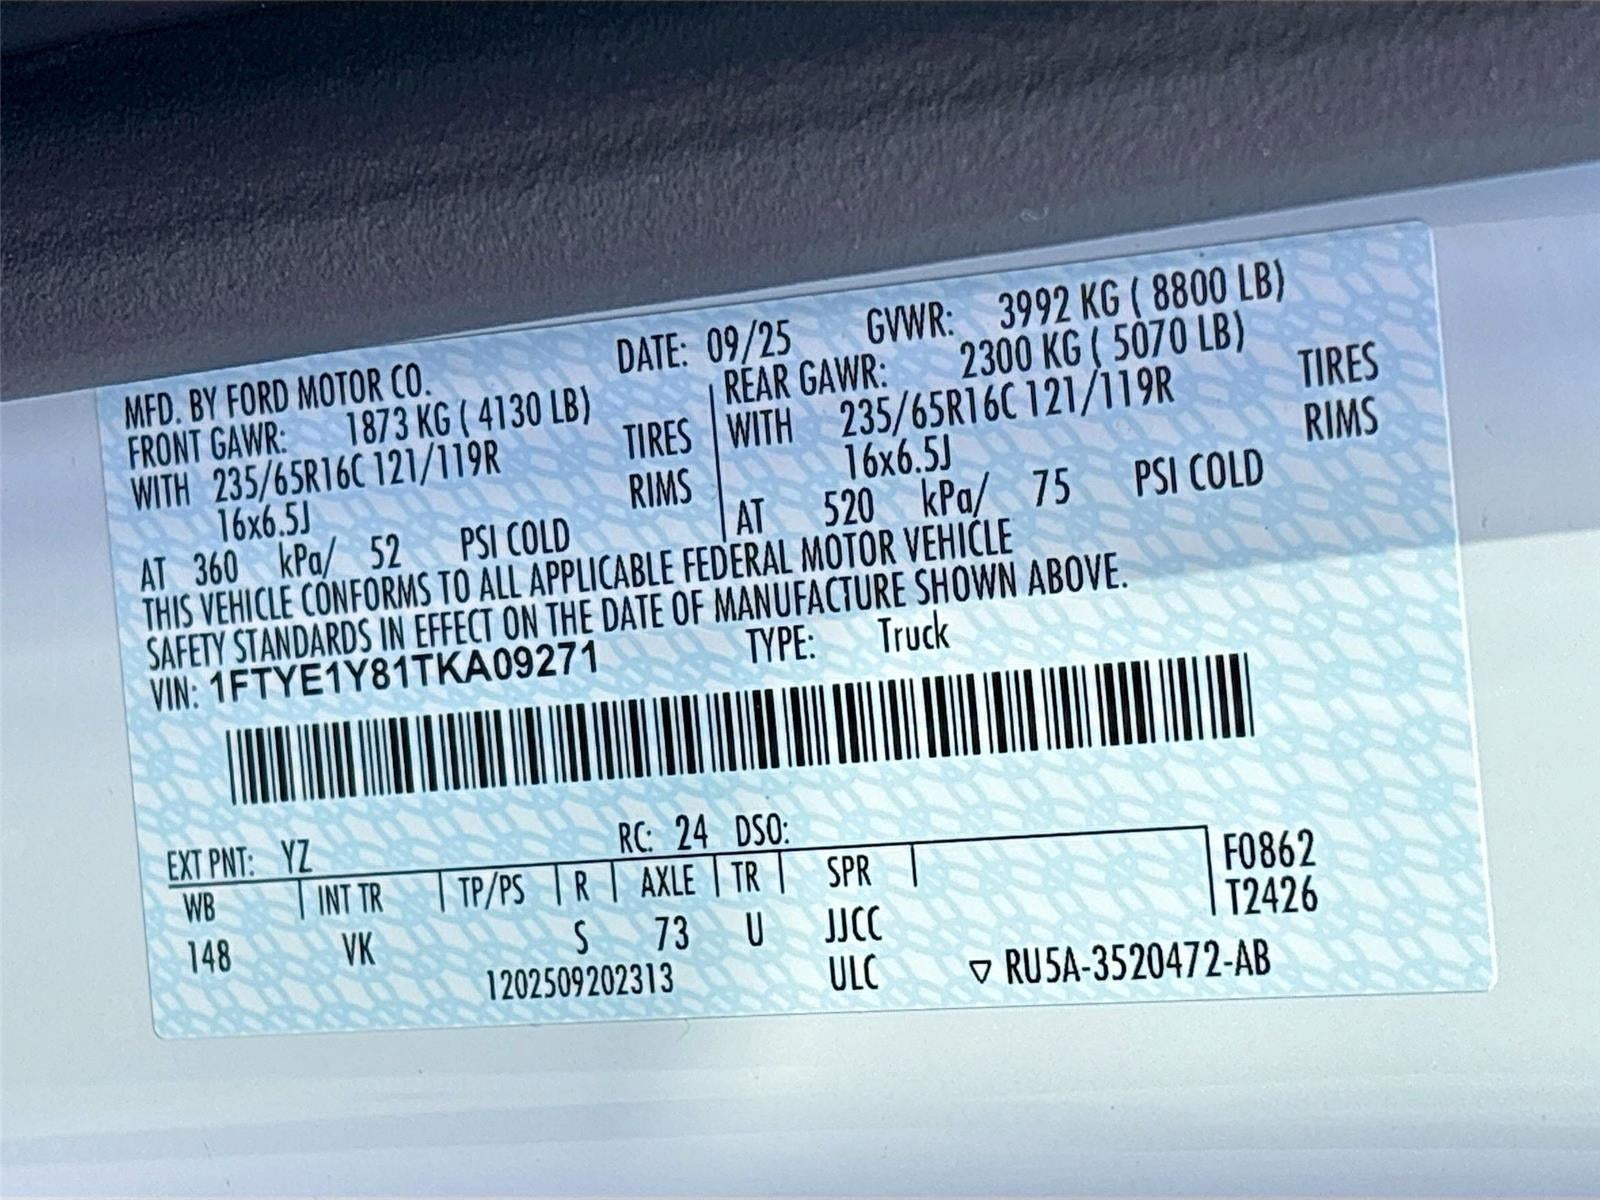 MFD. BY FORD MOTOR CO. DATE: 09/25 GVWR: 3992 KG ( 8800 LB)
FRONT GAWR: 1873 KG ( 4130 LB) REAR GAWR: 2300 KG ( 5070 LB)
WITH 235/65R16C 121/119R TIRES WITH 235/65R16C 121/119R TIRES
16x6.5J RIMS 16x6.5J RIMS
AT 360 kPa/ 52 PSI COLD AT 520 kPa/ 75 PSI COLD
THIS VEHICLE CONFORMS TO ALL APPLICABLE FEDERAL MOTOR VEHICLE
SAFETY STANDARDS IN EFFECT ON THE DATE OF MANUFACTURE SHOWN ABOVE.
VIN: 1FTYE1Y81TKA09271 TYPE: Truck
EXT PNT: YZ RC: 24 DSO:
WB INT TR TP/PS R AXLE TR SPR F0862
148 VK S 73 U JJCC T2426
1202509202313 ULC ▽ RU5A-3520472-AB